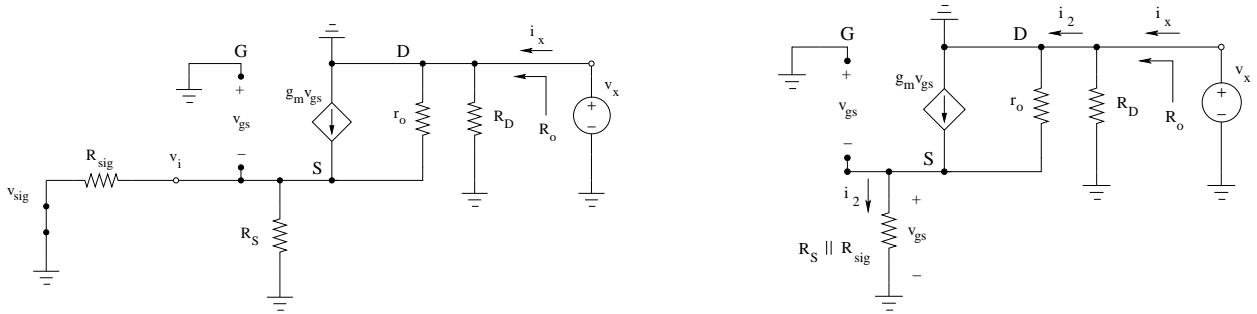 i x
G
D
+
g m v gs
v gs
r o
R D
R o
v x
+
−
−
R sig
v i
S
v sig
R S
i 2
i x
G
D
+
g m v gs
v gs
r o
R D
R o
v x
+
−
−
S
i 2
+
v gs
R S || R sig
−